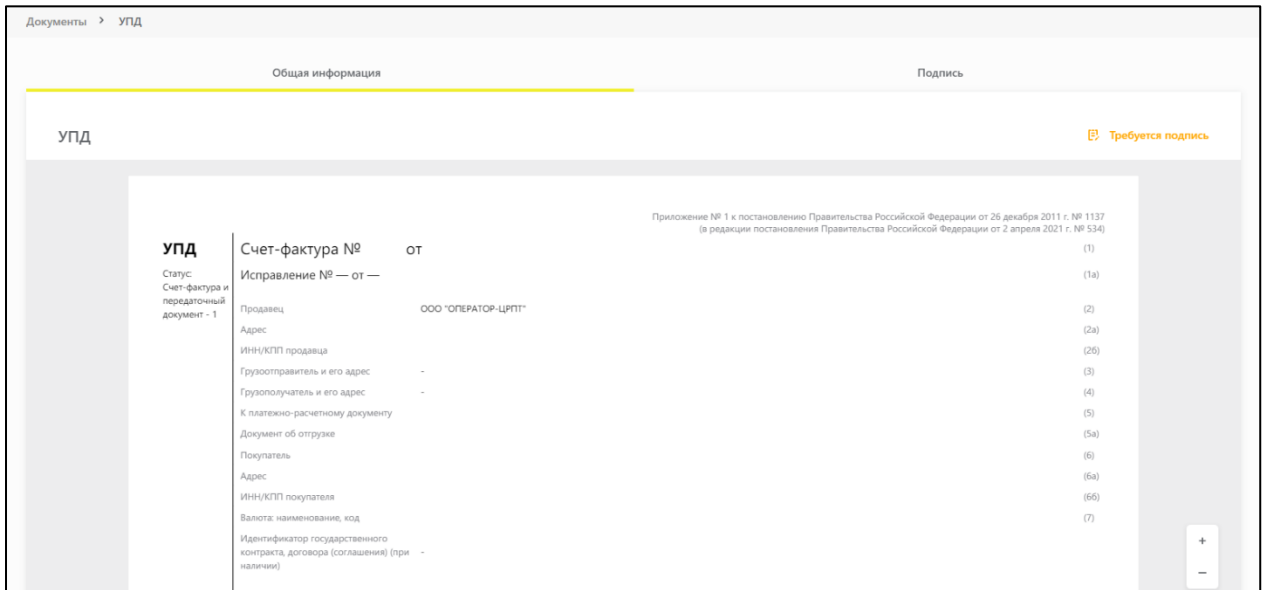 Документы > УПД
Общая информация Подпись
УПД Требуется подпись
Приложение № 1 к постановлению Правительства Российской Федерации от 26 декабря 2011 г. № 1137
(в редакции постановления Правительства Российской Федерации от 2 апреля 2021 г. № 534)
УПД Счет-фактура № от (1)
Статус:
Счет-фактура и
передаточный
документ - 1
Исправление № — от — (1а)
Продавец ООО "ОПЕРАТОР-ЦРПТ" (2)
Адрес (2а)
ИНН/КПП продавца (2б)
Грузоотправитель и его адрес - (3)
Грузополучатель и его адрес - (4)
К платежно-расчетному документу (5)
Документ об отгрузке (5а)
Покупатель (6)
Адрес (6а)
ИНН/КПП покупателя (6б)
Валюта: наименование, код (7)
Идентификатор государственного
контракта, договора (соглашения) (при -
наличии)
+
−